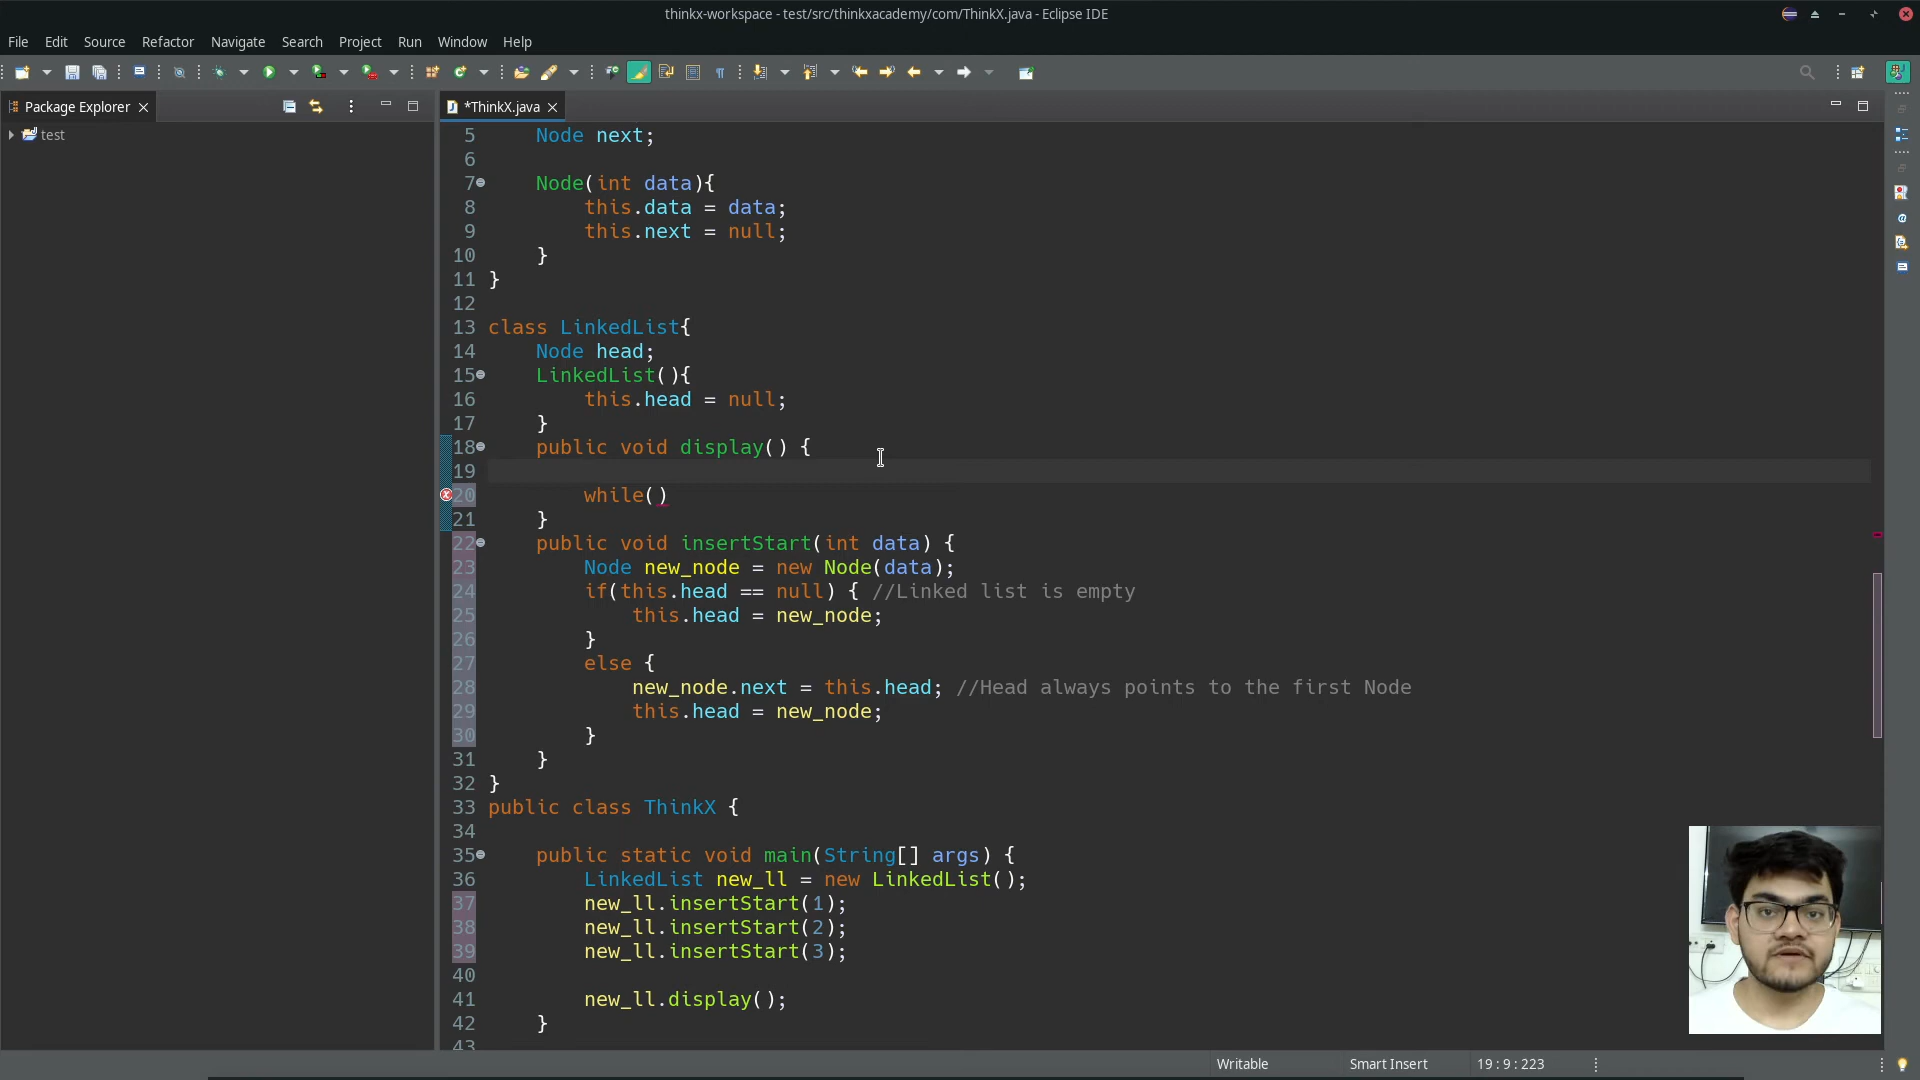 thinkx-workspace - test/src/thinkxacademy/com/ThinkX.java - Eclipse IDE
File Edit Source Refactor Navigate Search Project Run Window Help
Package Explorer
*ThinkX.java
test
5 Node next;
6
7 Node(int data){
8 this.data = data;
9 this.next = null;
10 }
11 }
12
13 class LinkedList{
14 Node head;
15 LinkedList(){
16 this.head = null;
17 }
18 public void display() {
19
20 while()
21 }
22 public void insertStart(int data) {
23 Node new_node = new Node(data);
24 if(this.head == null) { //Linked list is empty
25 this.head = new_node;
26 }
27 else {
28 new_node.next = this.head; //Head always points to the first Node
29 this.head = new_node;
30 }
31 }
32 }
33 public class ThinkX {
34
35 public static void main(String[] args) {
36 LinkedList new_ll = new LinkedList();
37 new_ll.insertStart(1);
38 new_ll.insertStart(2);
39 new_ll.insertStart(3);
40
41 new_ll.display();
42 }
43
Writable Smart Insert 19 : 9 : 223